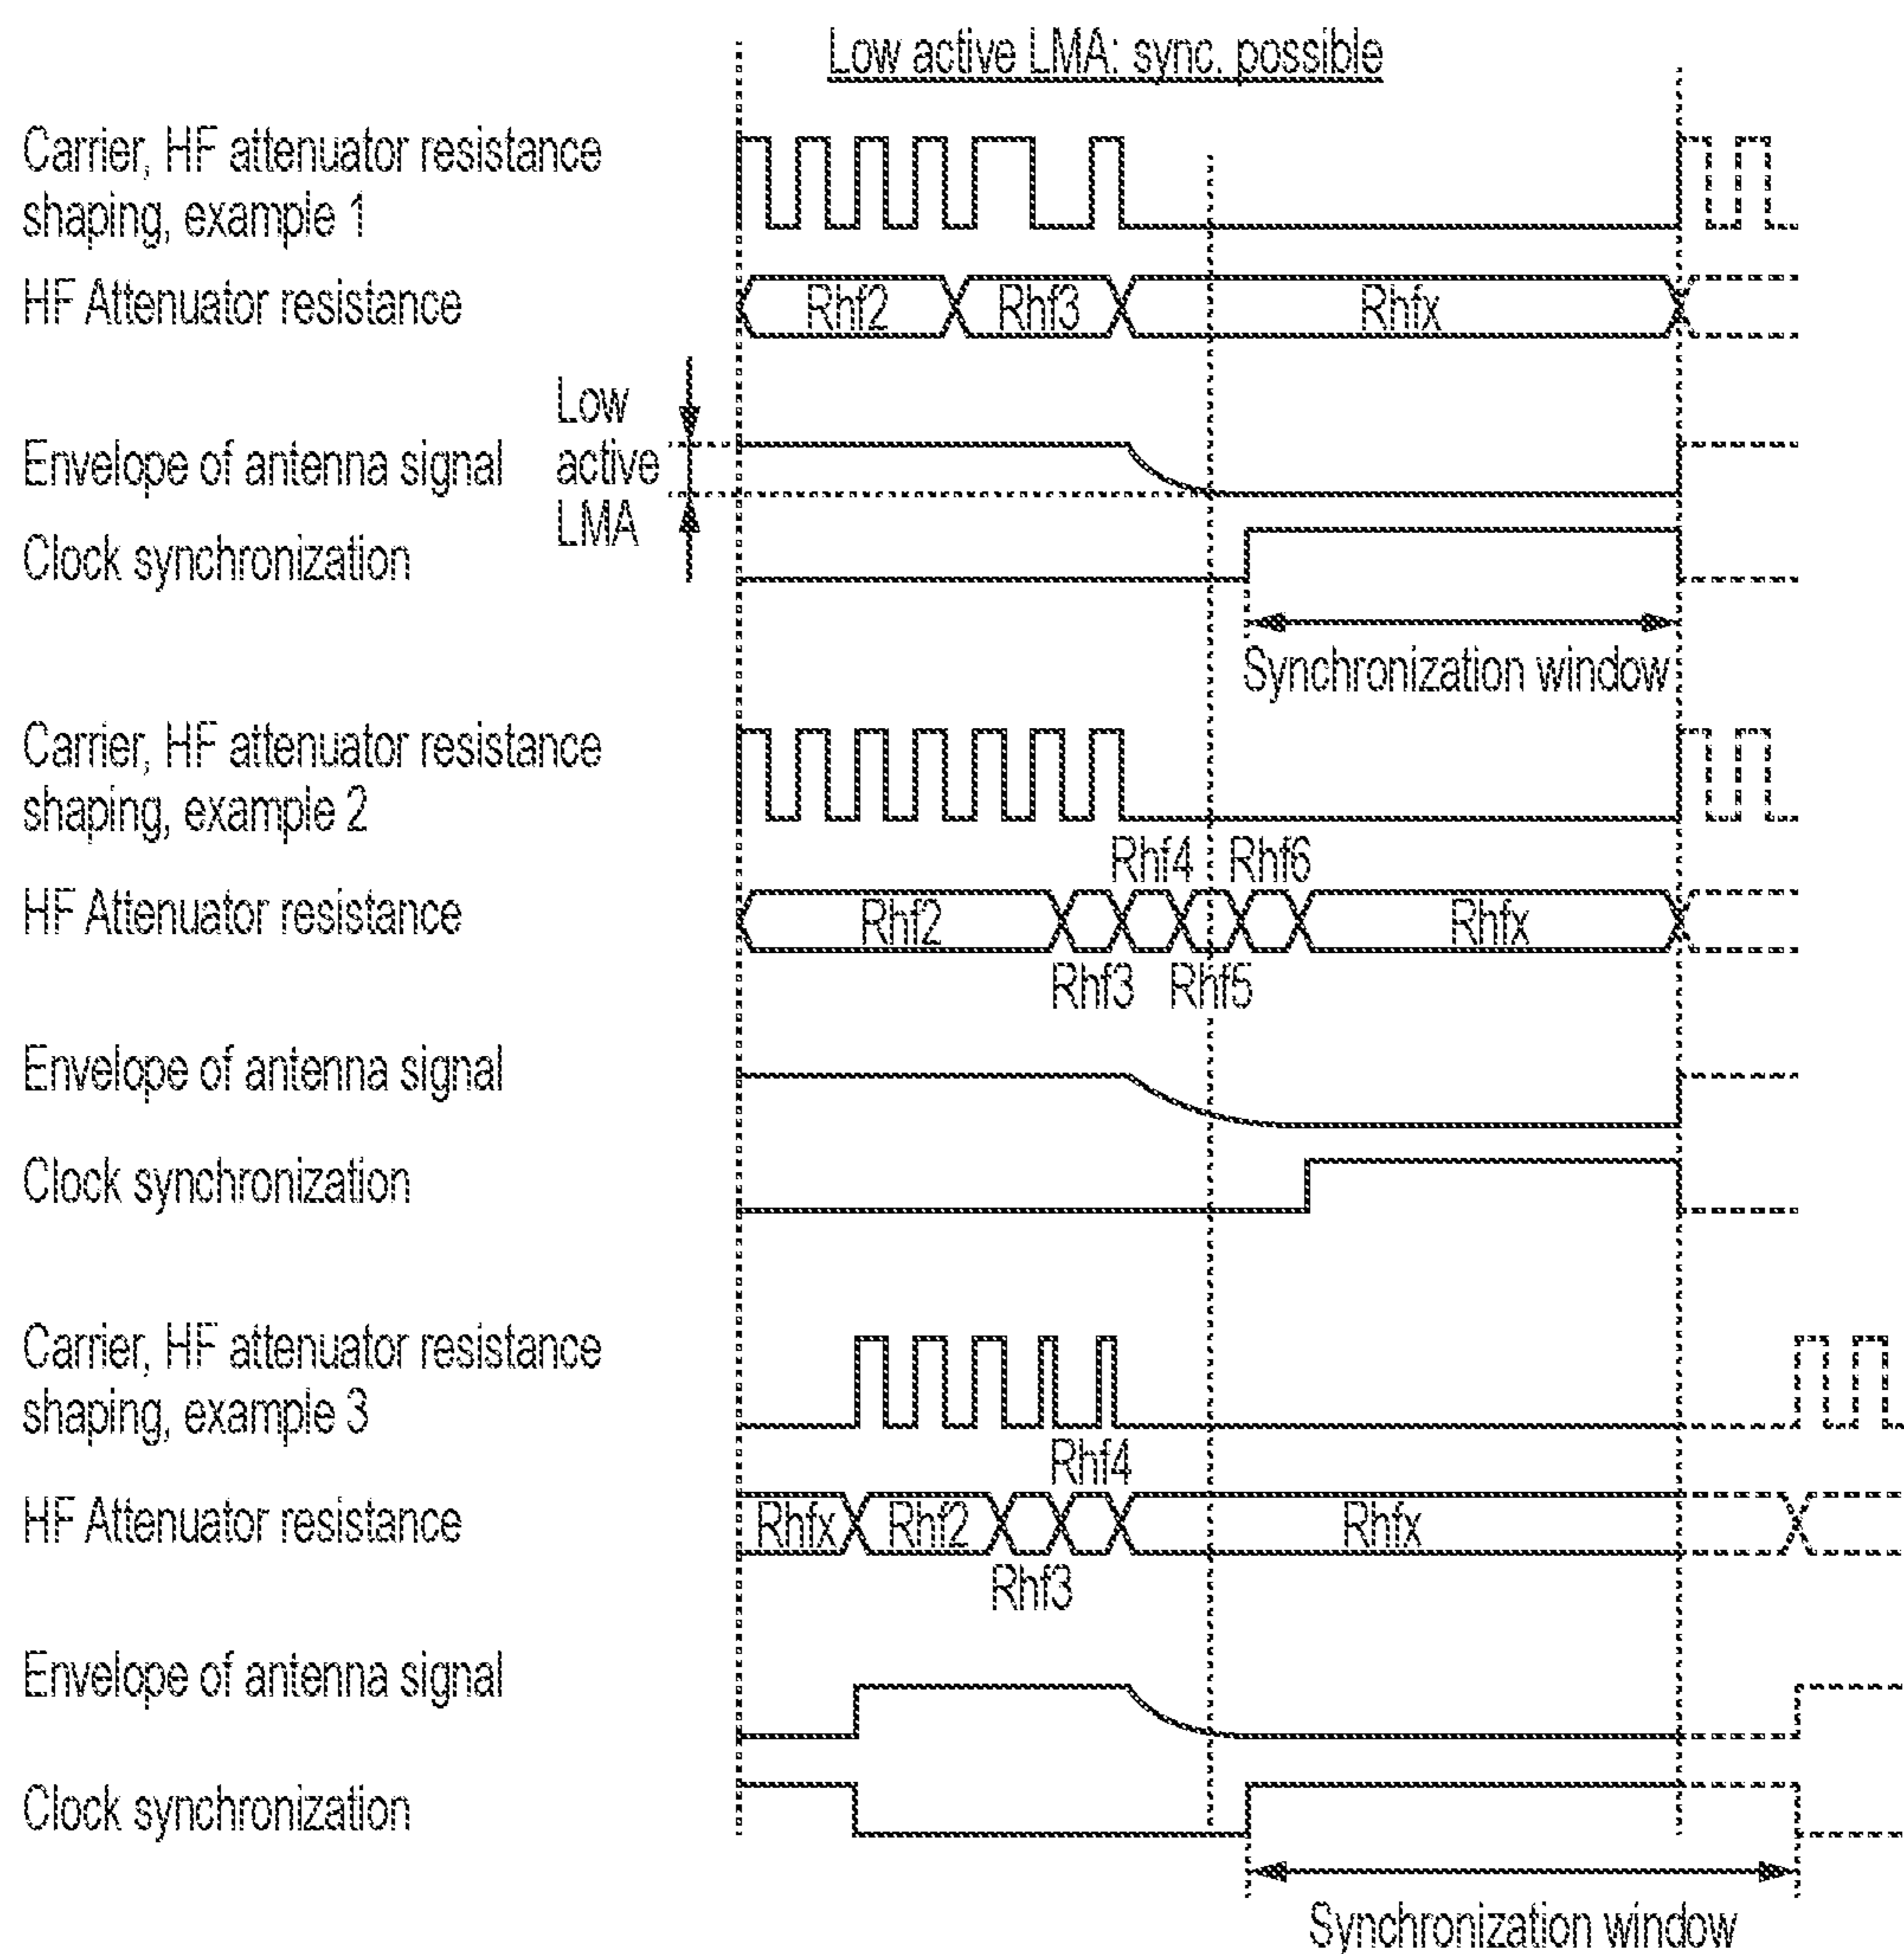 Low active LMA: sync. possible
Carrier, HF attenuator resistance
shaping, example 1
HF Attenuator resistance
Rhf2
Rhf3
Rhfx
Envelope of antenna signal
Low
active
LMA
Clock synchronization
Synchronization window
Carrier, HF attenuator resistance
shaping, example 2
Rhf4
Rhf6
HF Attenuator resistance
Rhf2
Rhfx
Rhf3
Rhf5
Envelope of antenna signal
Clock synchronization
Carrier, HF attenuator resistance
shaping, example 3
Rhf4
HF Attenuator resistance
Rhfx
Rhf2
Rhfx
Rhf3
Envelope of antenna signal
Clock synchronization
Synchronization window